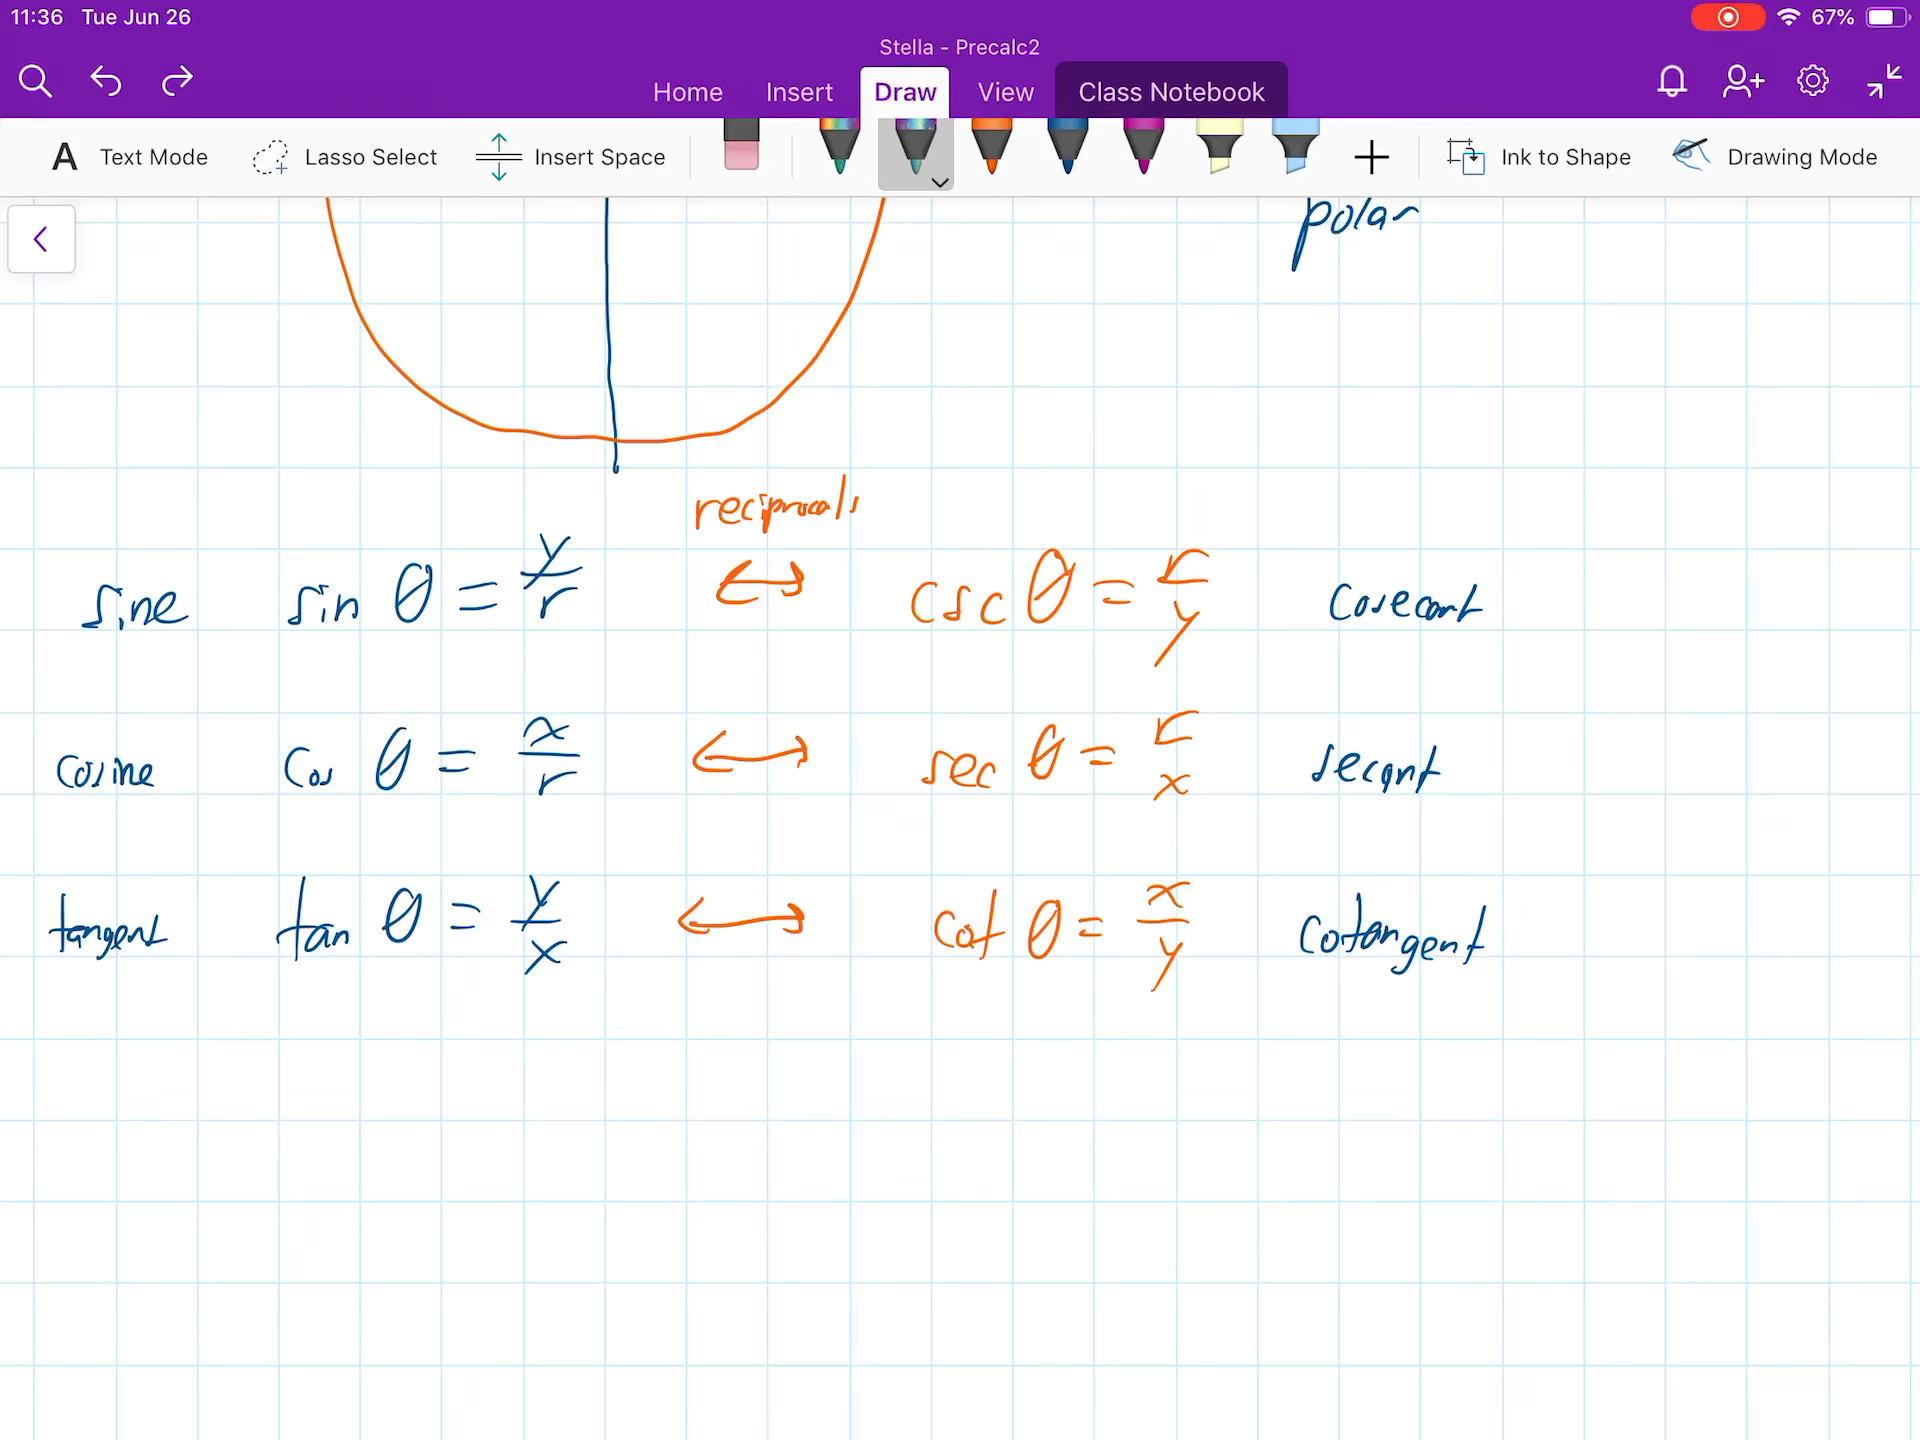 11:36 Tue Jun 26 67%
Stella - Precalc2
Home Insert Draw View Class Notebook
A Text Mode Lasso Select Insert Space Ink to Shape Drawing Mode
polar
reciprocals
sine sin θ = y/r ↔ csc θ = r/y cosecant
cosine cos θ = x/r ↔ sec θ = r/x secant
tangent tan θ = y/x ↔ cot θ = x/y cotangent